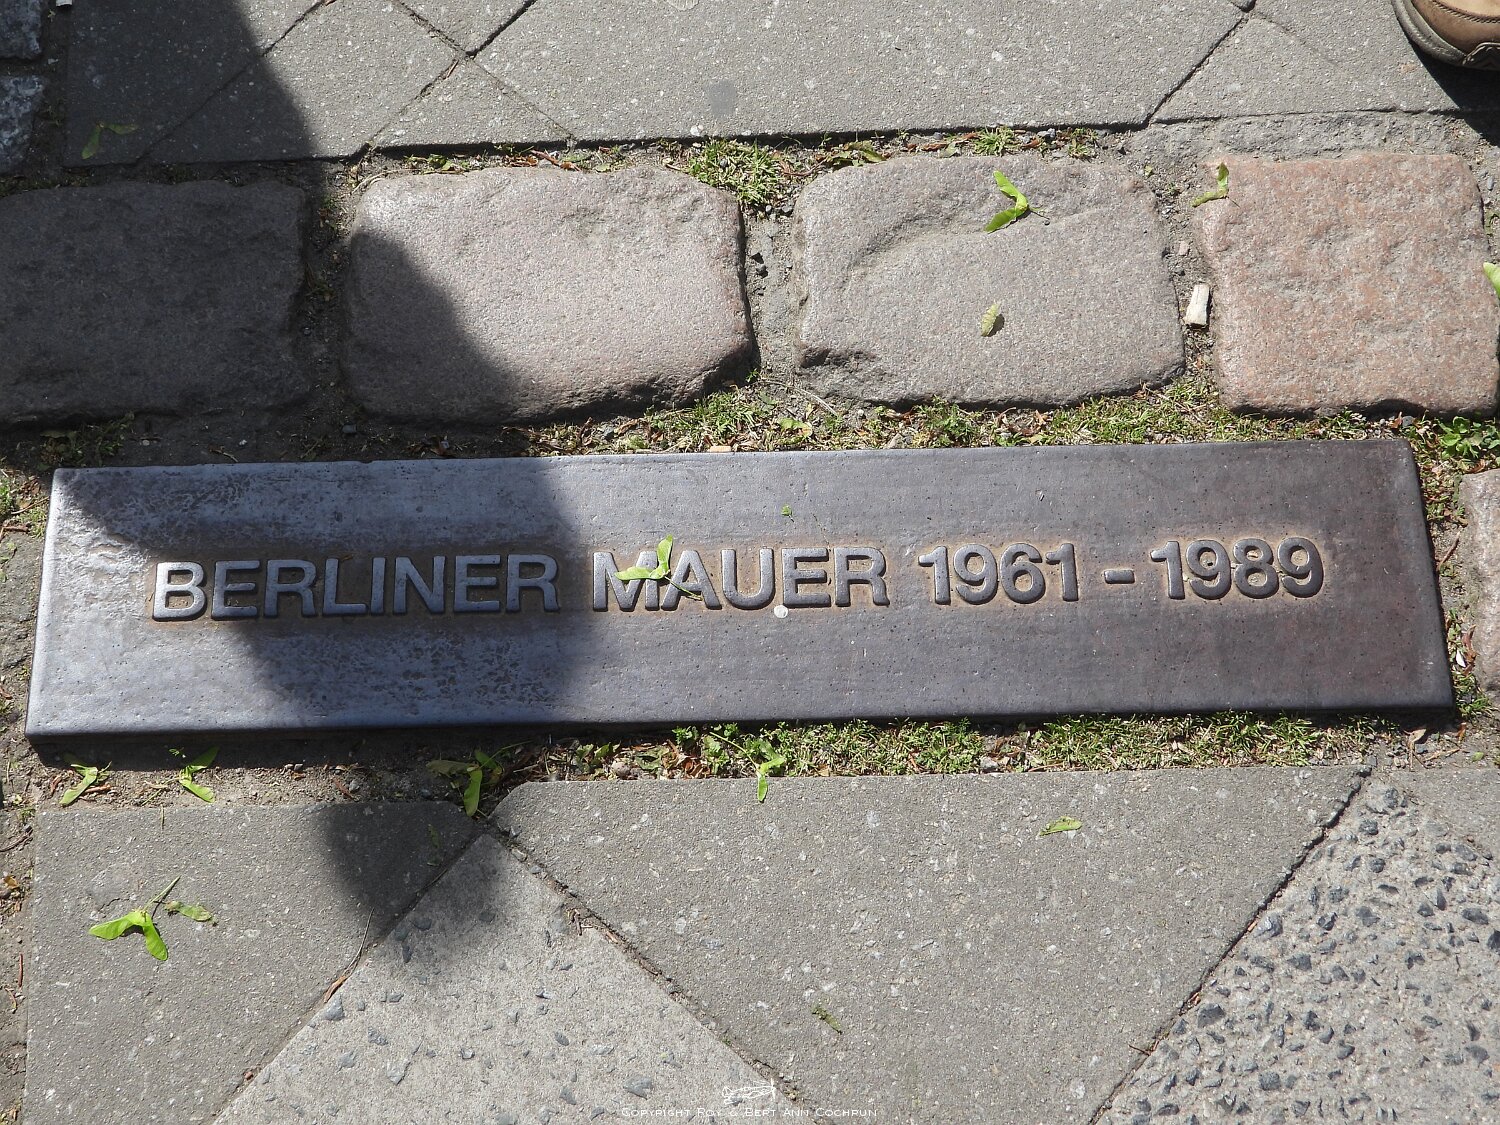 BERLINER MAUER 1961 - 1989
Copyright Roy & Bert Ann Cochrun